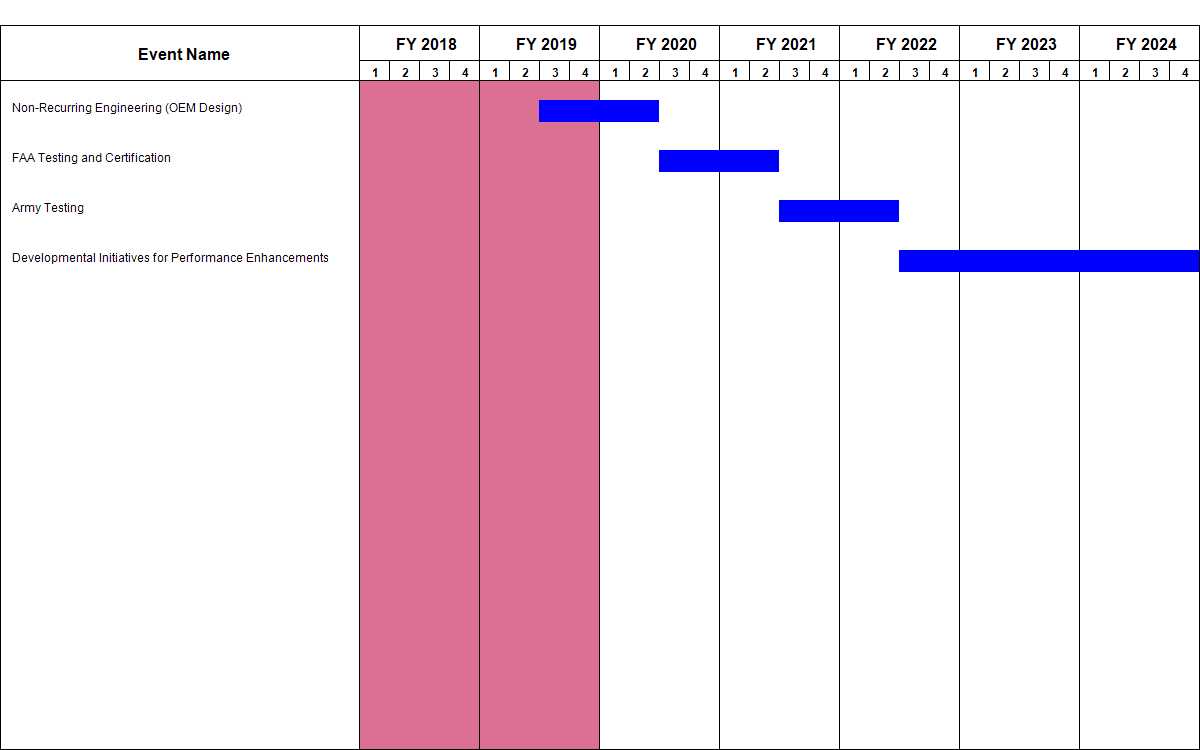 Event Name
FY 2018 FY 2019 FY 2020 FY 2021 FY 2022 FY 2023 FY 2024
1 2 3 4 1 2 3 4 1 2 3 4 1 2 3 4 1 2 3 4 1 2 3 4 1 2 3 4
Non-Recurring Engineering (OEM Design)
FAA Testing and Certification
Army Testing
Developmental Initiatives for Performance Enhancements